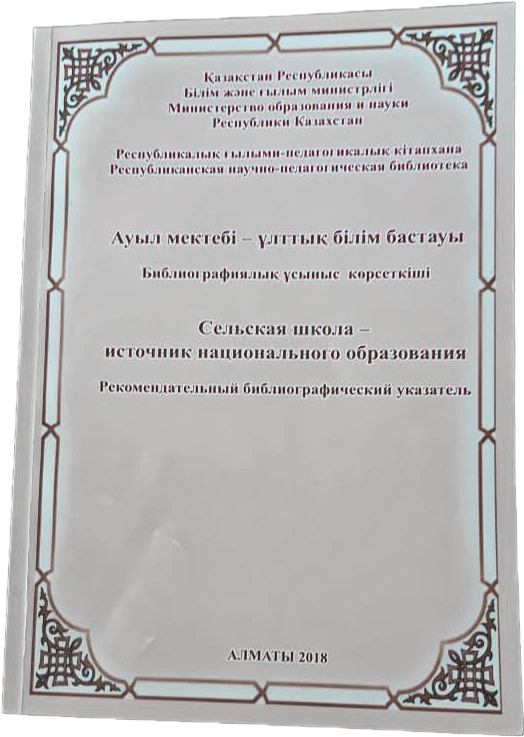 Қазақстан Республикасы
Білім және ғылым министрлігі
Министерство образования и науки
Республики Казахстан
Республикалық ғылыми-педагогикалық кітапхана
Республиканская научно-педагогическая библиотека
Ауыл мектебі – ұлттық білім бастауы
Библиографиялық ұсыныс көрсеткіші
Сельская школа –
источник национального образования
Рекомендательный библиографический указатель
АЛМАТЫ 2018